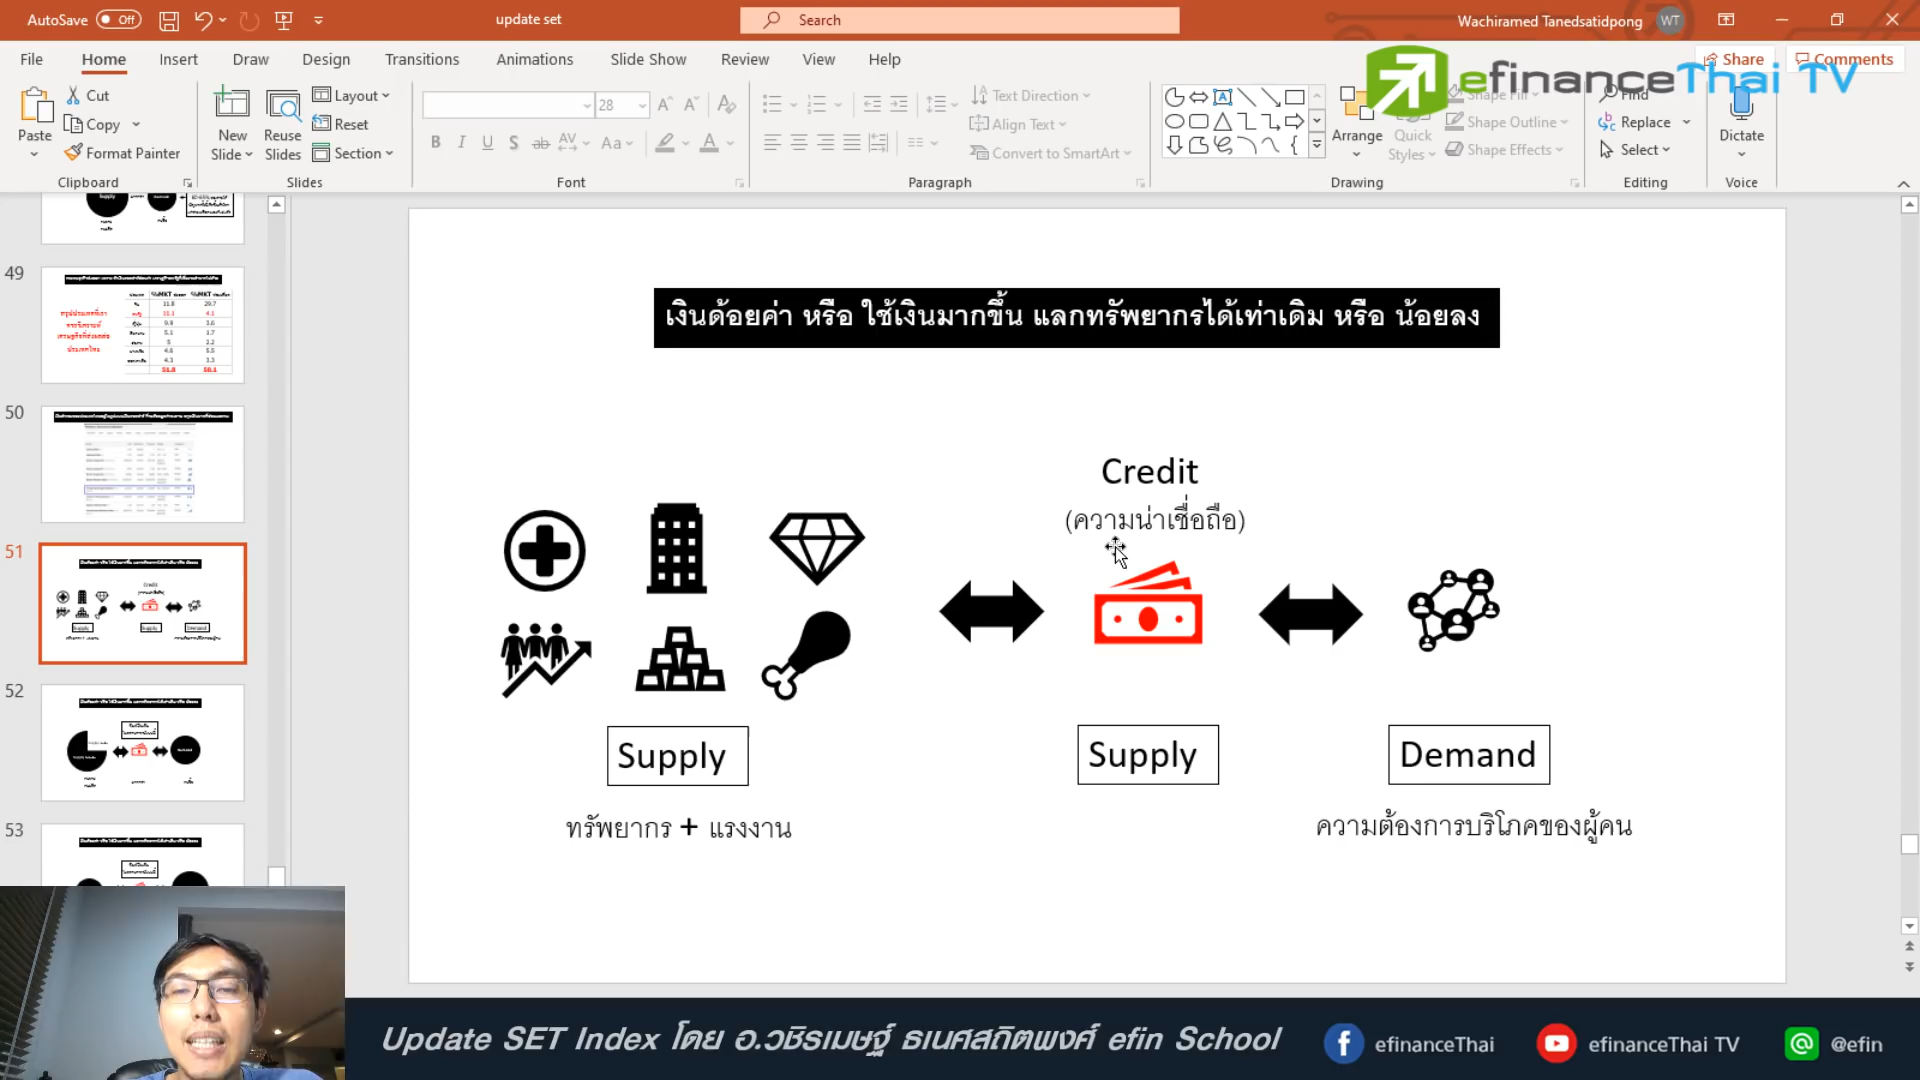 AutoSave Off
update set
Search
Wachiramed Tanedsatidpong WT
File Home Insert Draw Design Transitions Animations Slide Show Review View Help
Share
Comments
efinanceThai TV
Paste
Cut
Copy
Format Painter
Clipboard
New Slide
Reuse Slides
Layout
Reset
Section
Slides
28
B I U S ab AV Aa A
Font
Text Direction
Align Text
Convert to SmartArt
Paragraph
Arrange
Quick Styles
Shape Fill
Shape Outline
Shape Effects
Drawing
Find
Replace
Select
Editing
Dictate
Voice
49
50
51
52
53
เงินด้อยค่า หรือ ใช้เงินมากขึ้น แลกทรัพยากรได้เท่าเดิม หรือ น้อยลง
Credit
(ความน่าเชื่อถือ)
Supply
Supply
Demand
ทรัพยากร + แรงงาน
ความต้องการบริโภคของผู้คน
Update SET Index โดย อ.วชิรเมษฐ์ ธเนศสถิตพงศ์ efin School
efinanceThai
efinanceThai TV
@efin